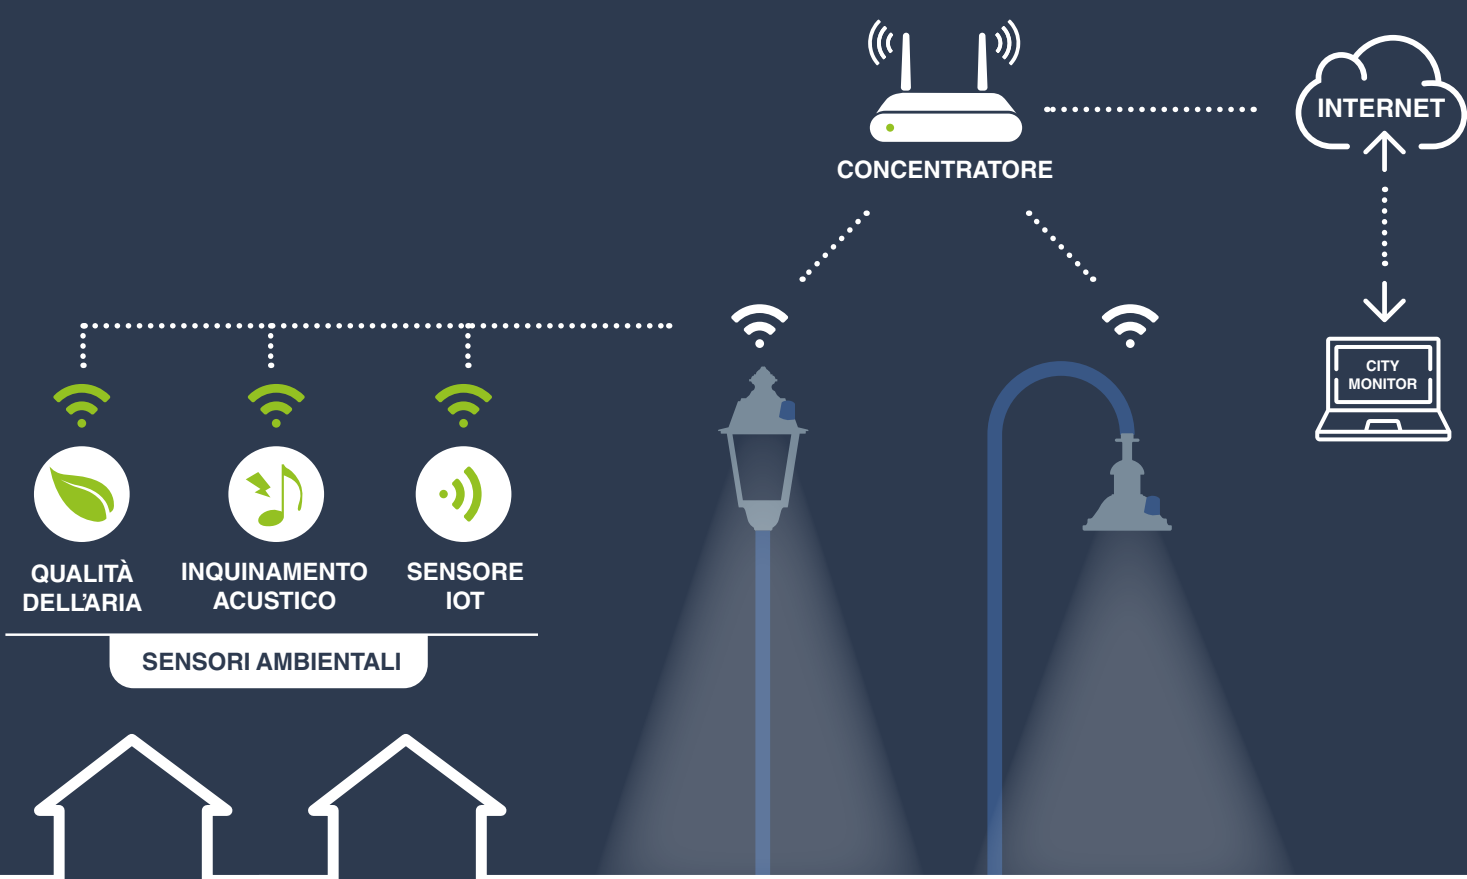 INTERNET
CONCENTRATORE
CITY
MONITOR
QUALITÀ
DELL'ARIA
INQUINAMENTO
ACUSTICO
SENSORE
IOT
SENSORI AMBIENTALI